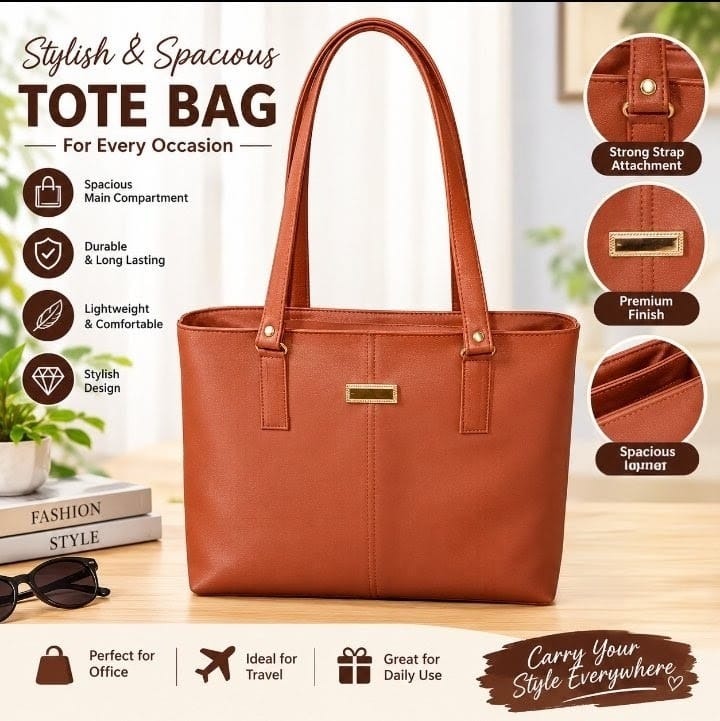 Stylish & Spacious
TOTE BAG
For Every Occasion
Spacious
Main Compartment
Durable
& Long Lasting
Lightweight
& Comfortable
Stylish
Design
Strong Strap
Attachment
Premium
Finish
Spacious
FASHION
STYLE
Perfect for
Office
Ideal for
Travel
Great for
Daily Use
Carry Your
Style Everywhere